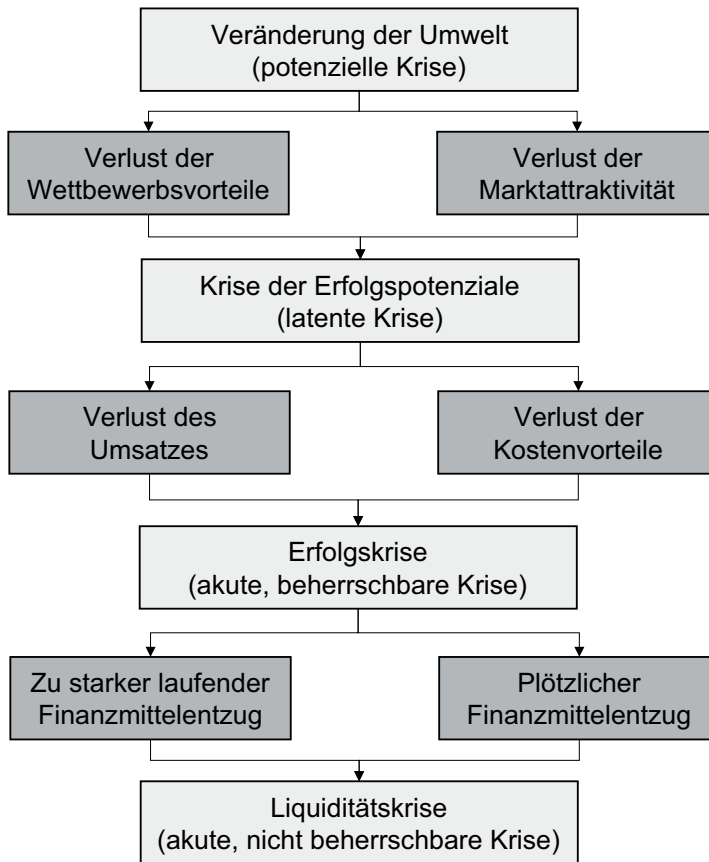 Veränderung der Umwelt
(potenzielle Krise)
Verlust der
Wettbewerbsvorteile
Verlust der
Marktattraktivität
Krise der Erfolgspotenziale
(latente Krise)
Verlust des
Umsatzes
Verlust der
Kostenvorteile
Erfolgskrise
(akute, beherrschbare Krise)
Zu starker laufender
Finanzmittelentzug
Plötzlicher
Finanzmittelentzug
Liquiditätskrise
(akute, nicht beherrschbare Krise)